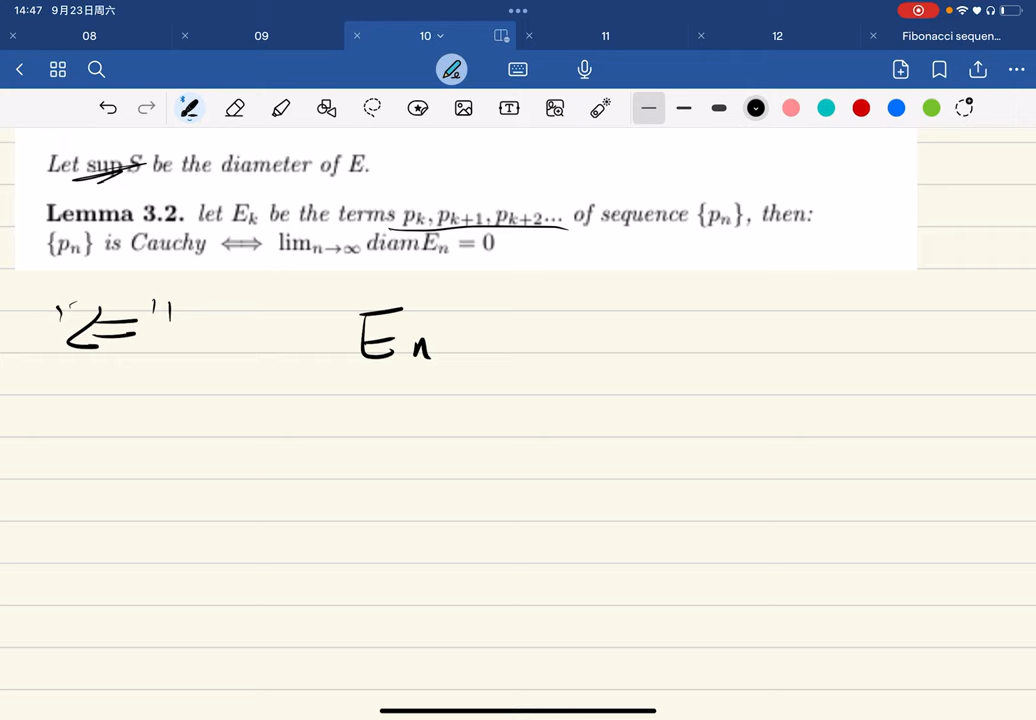 14:47 9月23日周六
08 09 10 11 12 Fibonacci sequen...
Let sup S be the diameter of E.
Lemma 3.2. let E_k be the terms p_k, p_{k+1}, p_{k+2}... of sequence {p_n}, then:
{p_n} is Cauchy ⟺ lim_{n→∞} diamE_n = 0
"⇐" E_n